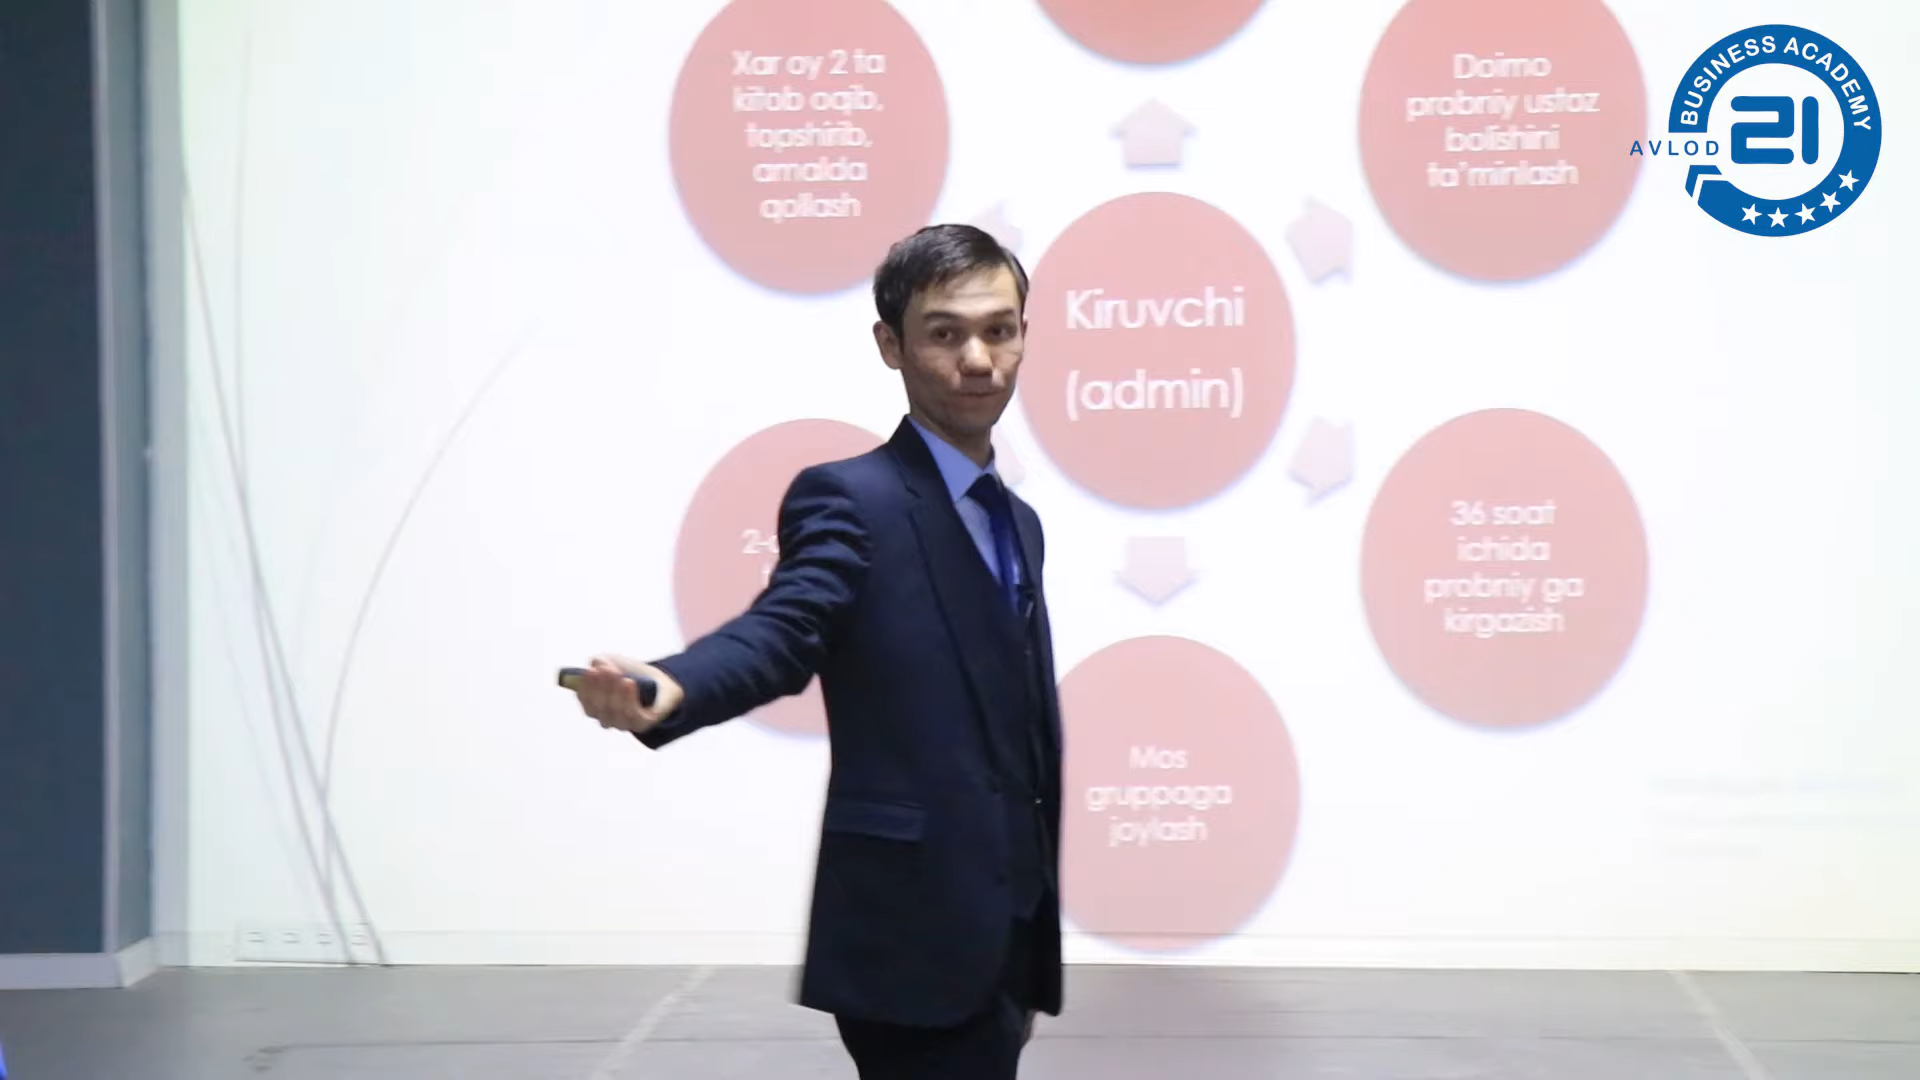 Xar oy 2 ta
kitob oqib,
topshirib,
amalda
qollash
Doimo
probniy ustoz
bolishini
ta'minlash
BUSINESS ACADEMY
AVLOD 21
Kiruvchi
(admin)
36 soat
ichida
probniy ga
kirgazish
Mos
gruppaga
joylash